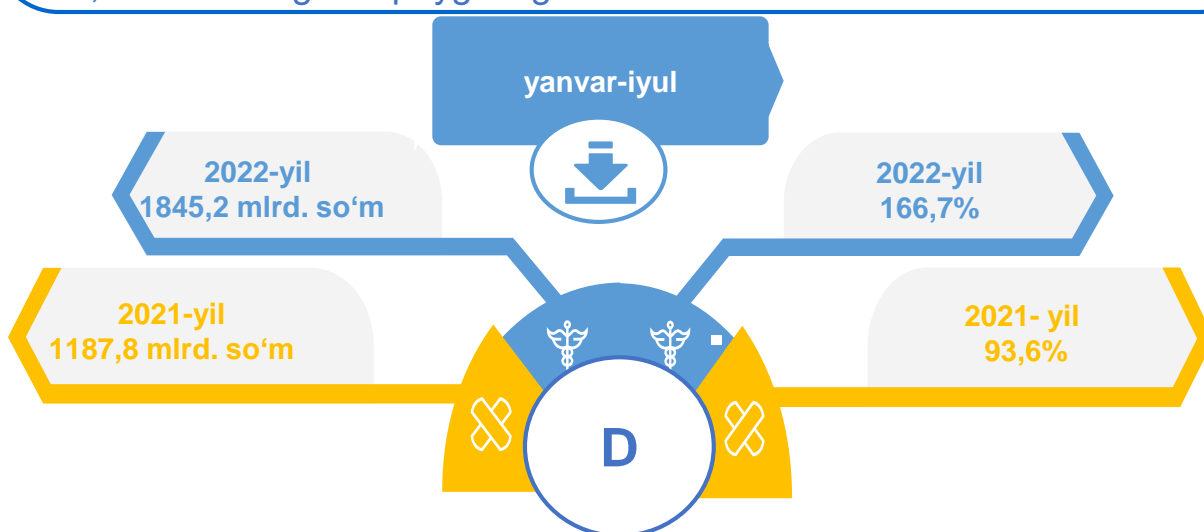 yanvar-iyul
2022-yil
1845,2 mlrd. so‘m
2022-yil
166,7%
2021-yil
1187,8 mlrd. so‘m
2021- yil
93,6%
D